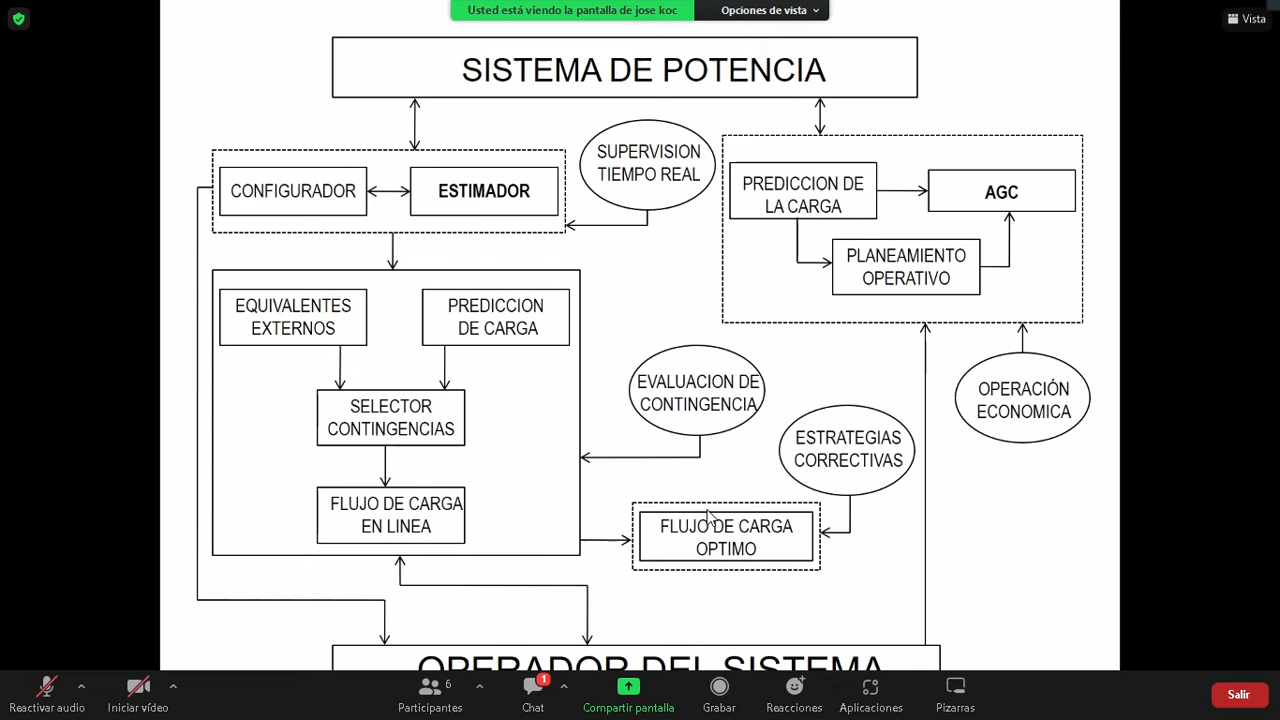 Usted está viendo la pantalla de jose koc
Opciones de vista
Vista
SISTEMA DE POTENCIA
CONFIGURADOR
ESTIMADOR
SUPERVISION
TIEMPO REAL
PREDICCION DE
LA CARGA
AGC
PLANEAMIENTO
OPERATIVO
EQUIVALENTES
EXTERNOS
PREDICCION
DE CARGA
SELECTOR
CONTINGENCIAS
FLUJO DE CARGA
EN LINEA
EVALUACION DE
CONTINGENCIA
ESTRATEGIAS
CORRECTIVAS
OPERACIÓN
ECONOMICA
FLUJO DE CARGA
OPTIMO
OPERADOR DEL SISTEMA
Reactivar audio
Iniciar vídeo
6
Participantes
1
Chat
Compartir pantalla
Grabar
Reacciones
Aplicaciones
Pizarras
Salir